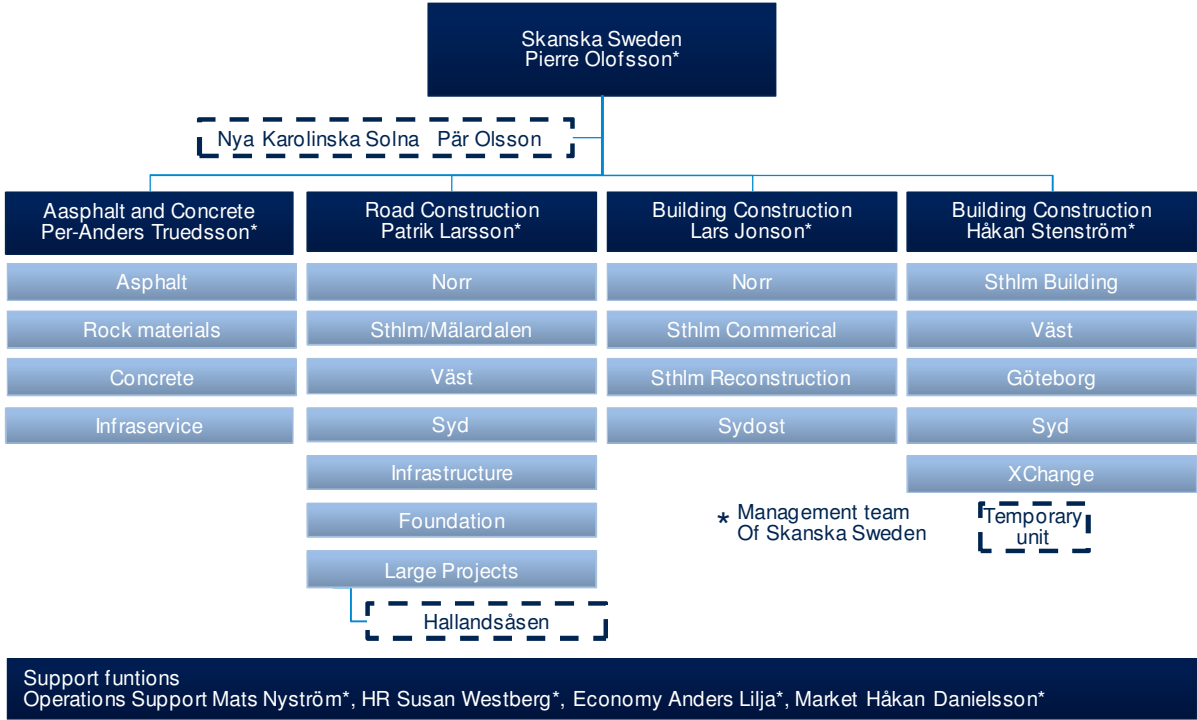 Skanska Sweden
Pierre Olofsson*
Nya Karolinska Solna Pär Olsson
Aasphalt and Concrete
Per-Anders Truedsson*
Asphalt
Rock materials
Concrete
Infraservice
Road Construction
Patrik Larsson*
Norr
Sthlm/Mälardalen
Väst
Syd
Infrastructure
Foundation
Large Projects
Hallandsåsen
Building Construction
Lars Jonson*
Norr
Sthlm Commerical
Sthlm Reconstruction
Sydost
Building Construction
Håkan Stenström*
Sthlm Building
Väst
Göteborg
Syd
XChange
* Management team
Of Skanska Sweden
Temporary
unit
Support funtions
Operations Support Mats Nyström*, HR Susan Westberg*, Economy Anders Lilja*, Market Håkan Danielsson*